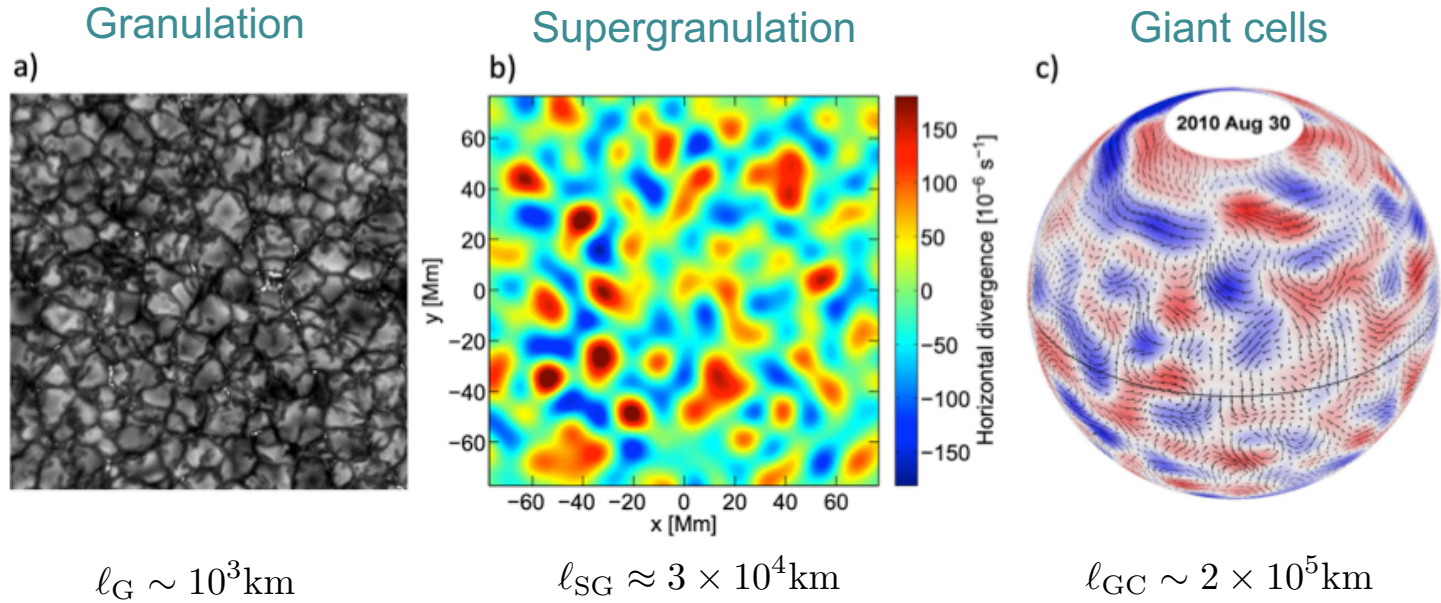 Granulation
Supergranulation
Giant cells
a)
b)
c)
60
40
20
0
−20
−40
−60
y [Mm]
−60 −40 −20 0 20 40 60
x [Mm]
150
100
50
0
−50
−100
−150
Horizontal divergence [10⁻⁶ s⁻¹]
2010 Aug 30
ℓ_G ∼ 10³km
ℓ_SG ≈ 3 × 10⁴km
ℓ_GC ∼ 2 × 10⁵km